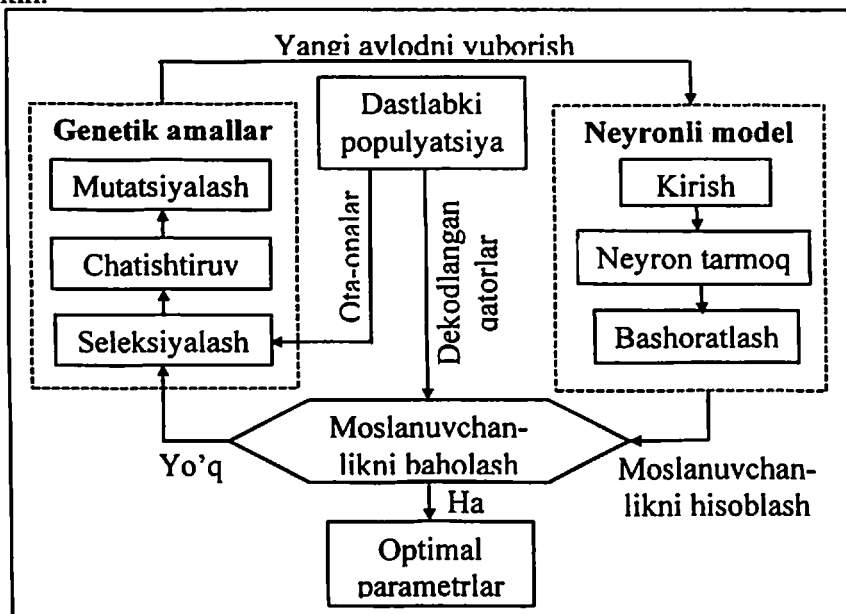 Yangi avlodni yuborish
Dastlabki
populyatsiya
Genetik amallar
Mutatsiyalash
Chatishtiruv
Seleksiyalash
Ota-onalar
Dekodlangan
qatorlar
Neyronli model
Kirish
Neyron tarmoq
Bashoratlash
Moslanuvchan-
likni baholash
Yo'q
Moslanuvchan-
likni hisoblash
Ha
Optimal
parametrlar